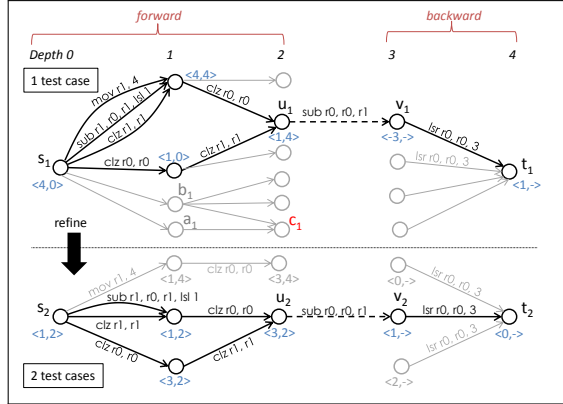 forward
backward
Depth 0
1
2
3
4
1 test case
mov r1, 4
sub r1, r0, r1, lsl 1
clz r1, r1
<4,4>
clz r0, r0
u1
sub r0, r0, r1
v1
<1,4>
<-3,->
lsr r0, r0, 3
s1
clz r0, r0
<1,0>
clz r1, r1
t1
<4,0>
<1,->
b1
a1
c1
refine
mov r1, 4
<1,4>
clz r0, r0
<3,4>
<0,->
lsr r0, r0, 3
s2
sub r1, r0, r1, lsl 1
clz r0, r0
u2
sub r0, r0, r1
v2
lsr r0, r0, 3
t2
<1,2>
clz r1, r1
<1,2>
<3,2>
<1,->
<0,->
clz r0, r0
clz r1, r1
lsr r0, r0, 3
2 test cases
<3,2>
<2,->